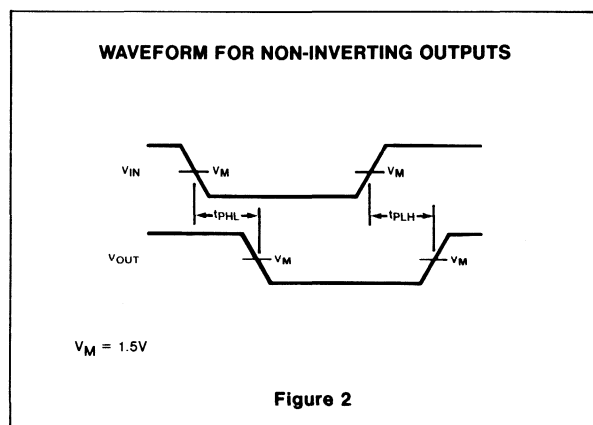 WAVEFORM FOR NON-INVERTING OUTPUTS
VIN
VM
VM
tPHL
tPLH
VOUT
VM
VM
VM = 1.5V
Figure 2